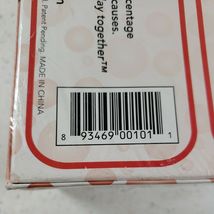 centage
causes.
ay together™
n
Patent Pending. MADE IN CHINA
8 93469 00101 1